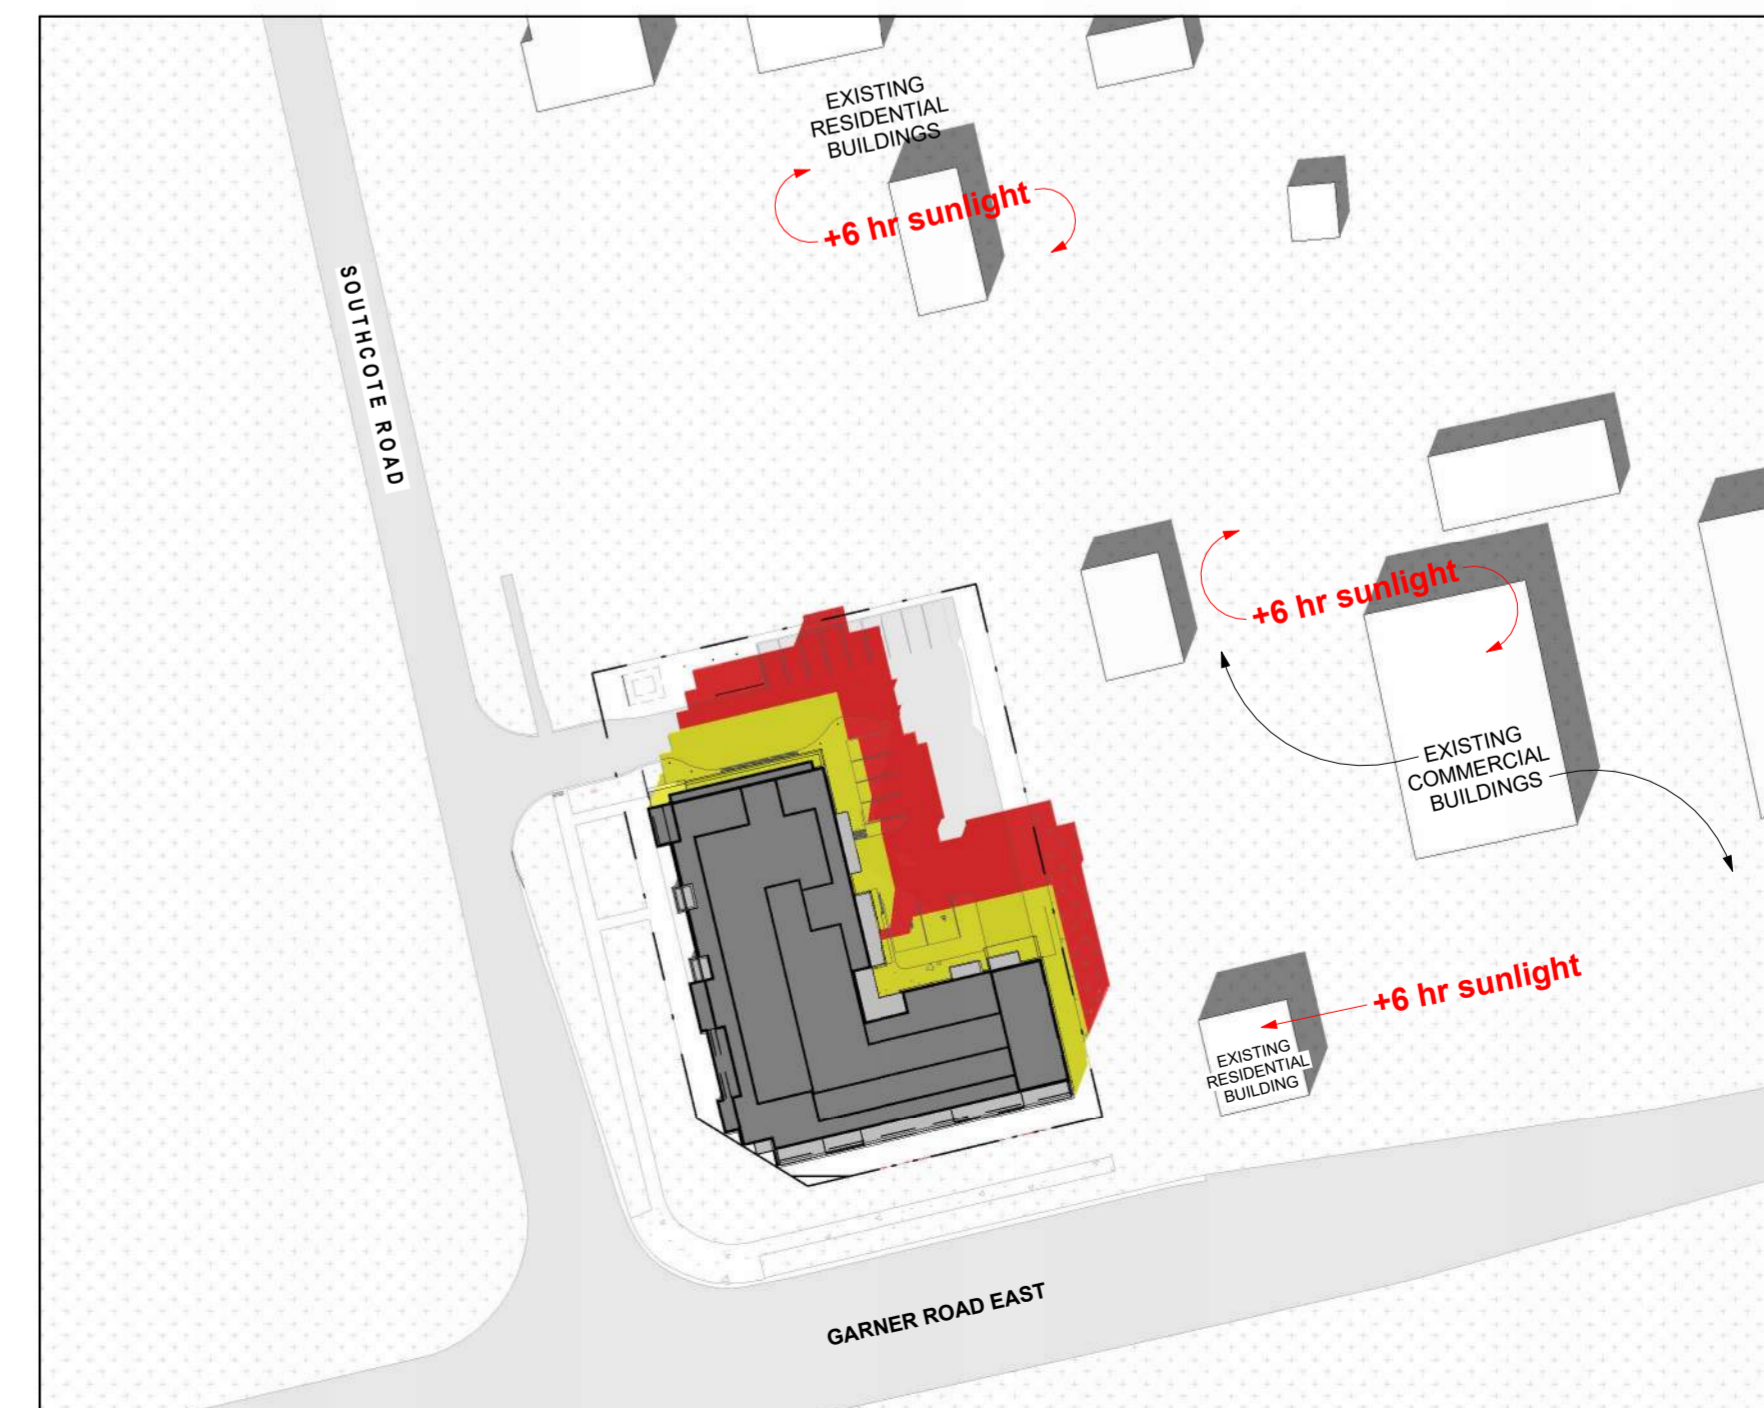 EXISTING
RESIDENTIAL
BUILDINGS
+6 hr sunlight
SOUTHCOTE ROAD
+6 hr sunlight
EXISTING
COMMERCIAL
BUILDINGS
+6 hr sunlight
EXISTING
RESIDENTIAL
BUILDING
GARNER ROAD EAST